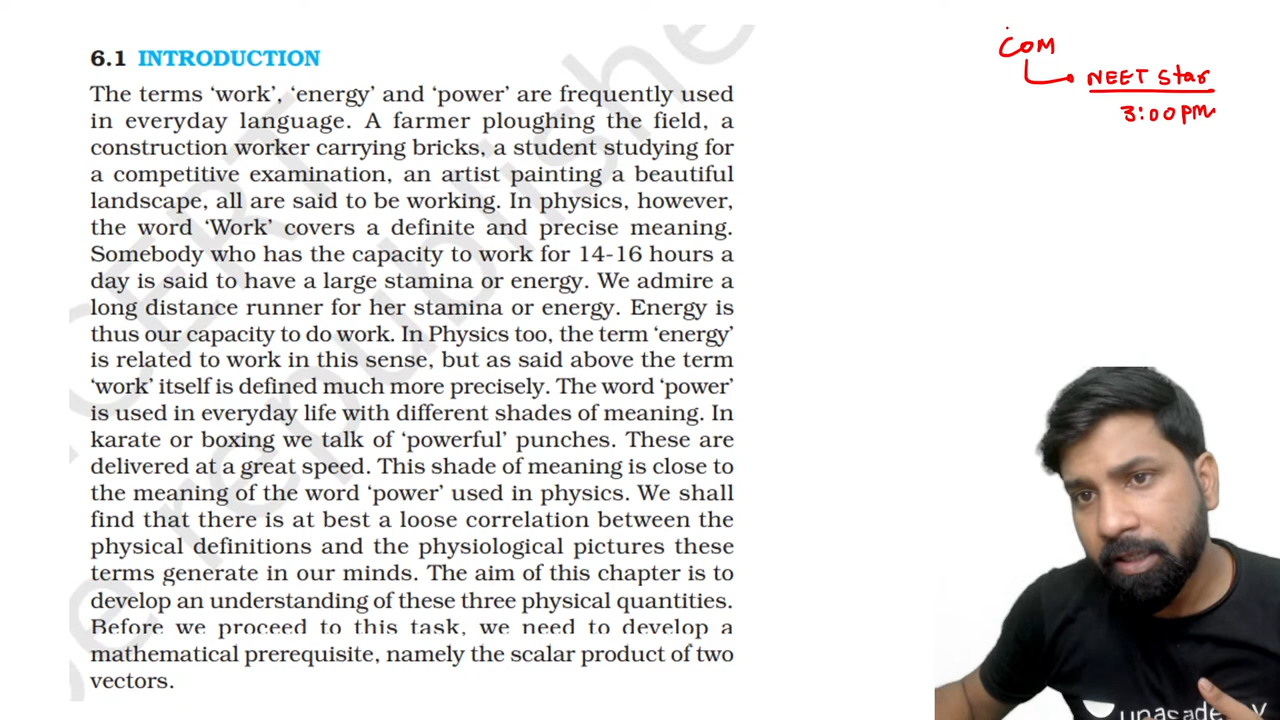 6.1 INTRODUCTION
The terms ‘work’, ‘energy’ and ‘power’ are frequently used
in everyday language. A farmer ploughing the field, a
construction worker carrying bricks, a student studying for
a competitive examination, an artist painting a beautiful
landscape, all are said to be working. In physics, however,
the word ‘Work’ covers a definite and precise meaning.
Somebody who has the capacity to work for 14-16 hours a
day is said to have a large stamina or energy. We admire a
long distance runner for her stamina or energy. Energy is
thus our capacity to do work. In Physics too, the term ‘energy’
is related to work in this sense, but as said above the term
‘work’ itself is defined much more precisely. The word ‘power’
is used in everyday life with different shades of meaning. In
karate or boxing we talk of ‘powerful’ punches. These are
delivered at a great speed. This shade of meaning is close to
the meaning of the word ‘power’ used in physics. We shall
find that there is at best a loose correlation between the
physical definitions and the physiological pictures these
terms generate in our minds. The aim of this chapter is to
develop an understanding of these three physical quantities.
Before we proceed to this task, we need to develop a
mathematical prerequisite, namely the scalar product of two
vectors.
COM
NEET Star
3:00PM
unacademy